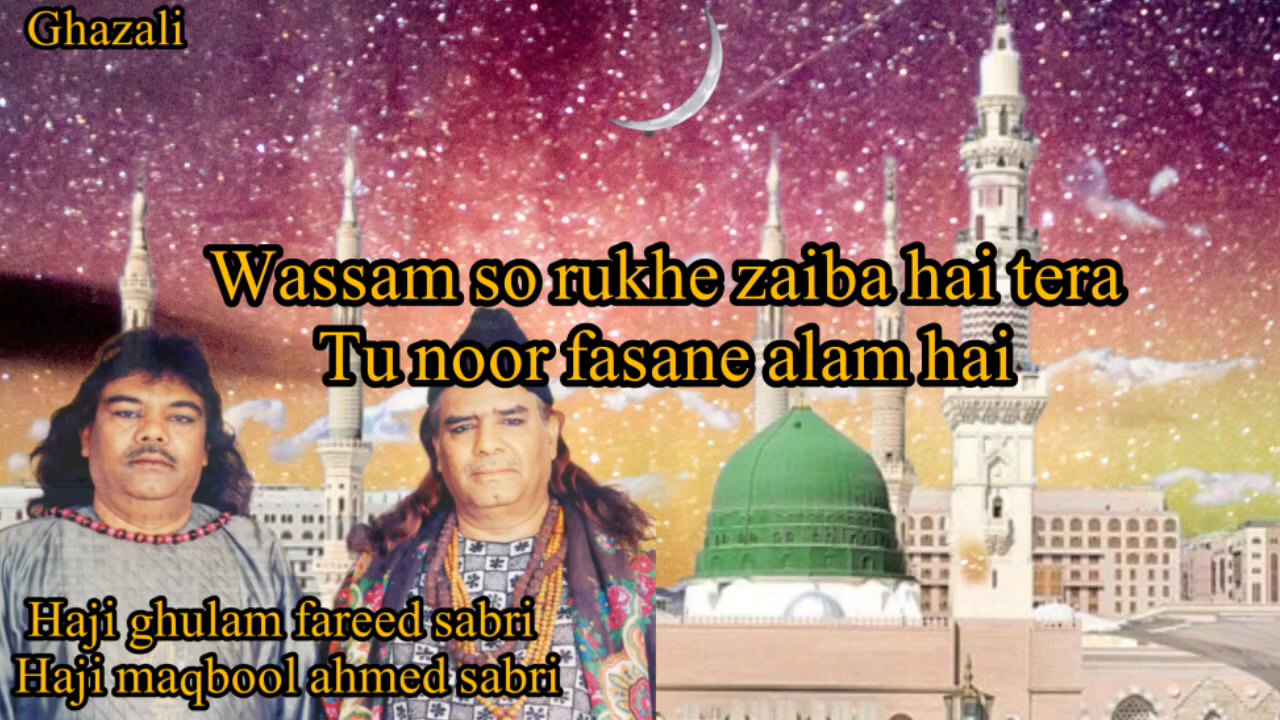 Ghazali
Wassam so rukhe zaiba hai tera
Tu noor fasane alam hai
Haji ghulam fareed sabri
Haji maqbool ahmed sabri